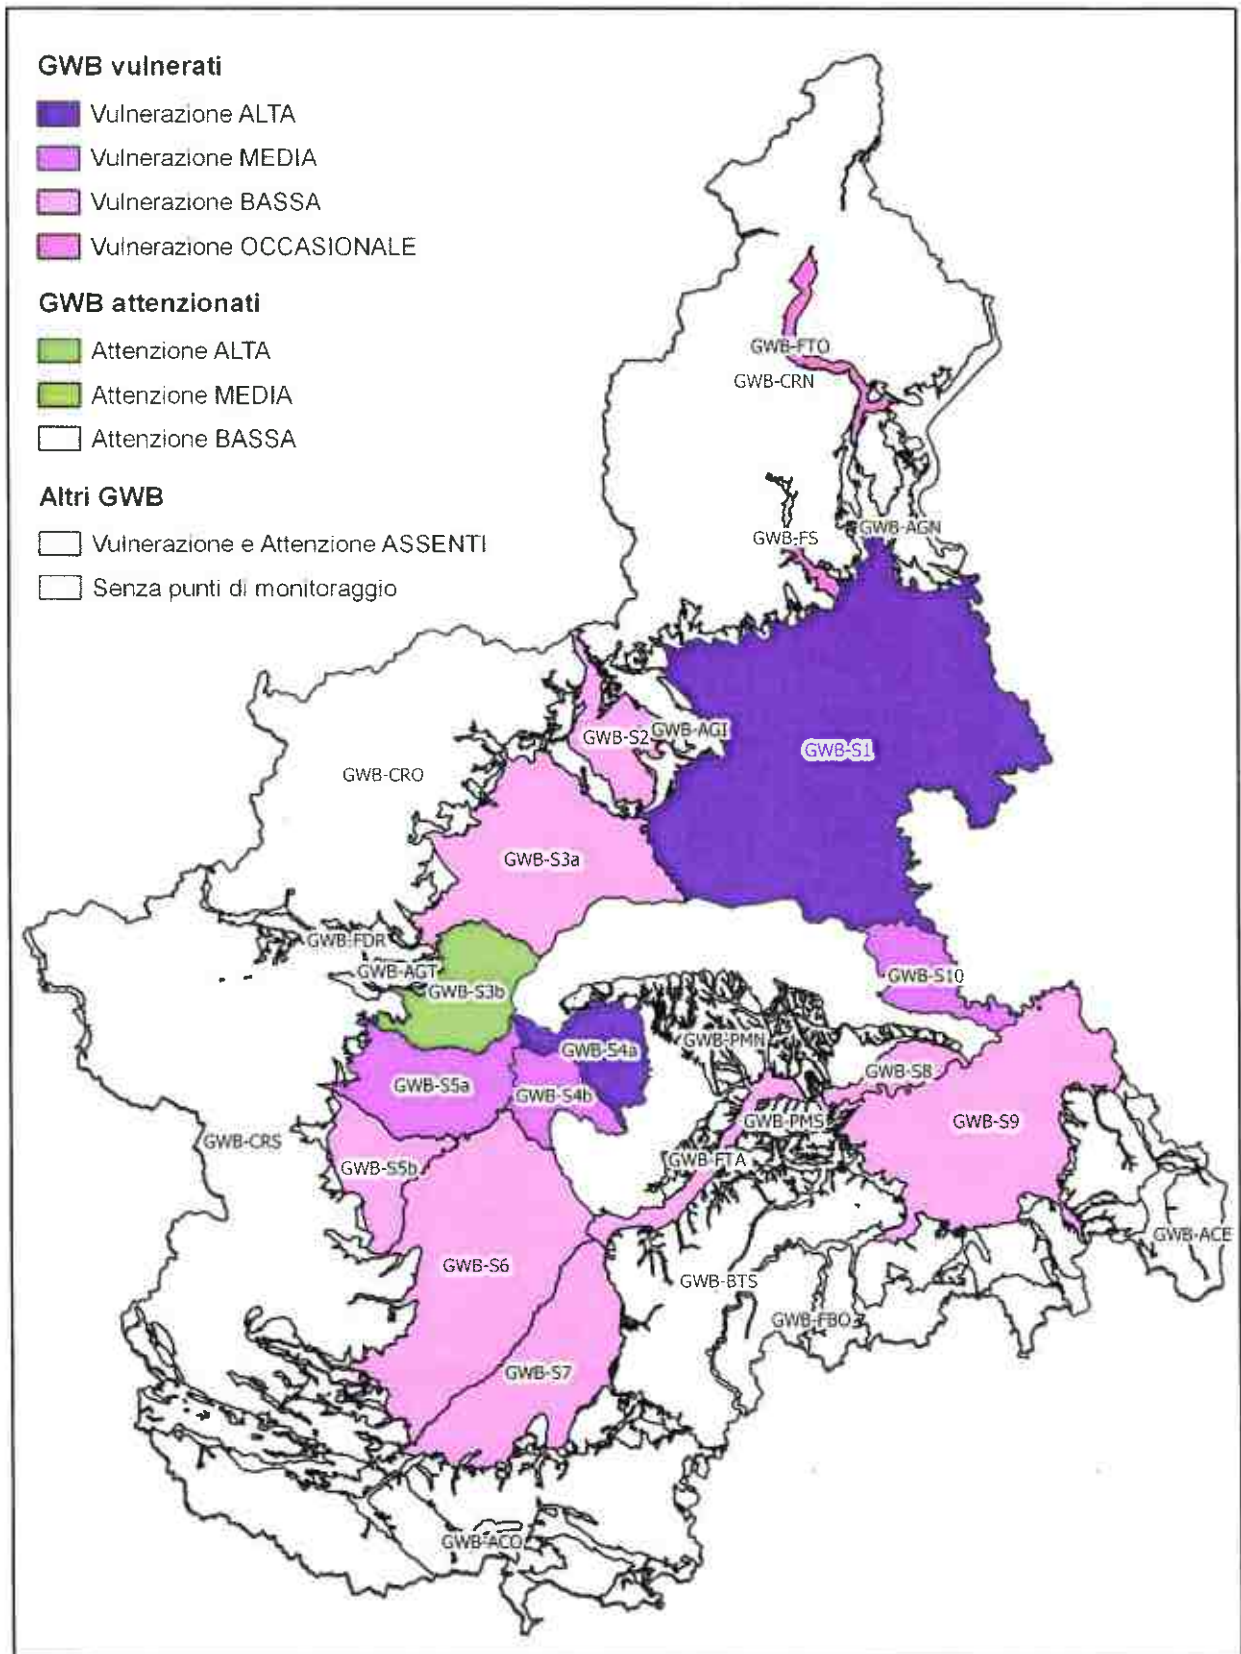 GWB vulnerati
Vulnerazione ALTA
Vulnerazione MEDIA
Vulnerazione BASSA
Vulnerazione OCCASIONALE
GWB attenzionati
Attenzione ALTA
Attenzione MEDIA
Attenzione BASSA
Altri GWB
Vulnerazione e Attenzione ASSENTI
Senza punti di monitoraggio
GWB-FTO
GWB-CRN
GWB-AGN
GWB-FS
GWB-AGI
GWB-S2
GWB-S1
GWB-CRO
GWB-S3a
GWB-FDR
GWB-AGT
GWB-S3b
GWB-S10
GWB-PMN
GWB-S4a
GWB-S8
GWB-S5a
GWB-S4b
GWB-PMS
GWB-S9
GWB-CRS
GWB-FTA
GWB-S5b
GWB-ACE
GWB-S6
GWB-BTS
GWB-FBO
GWB-S7
GWB-ACO